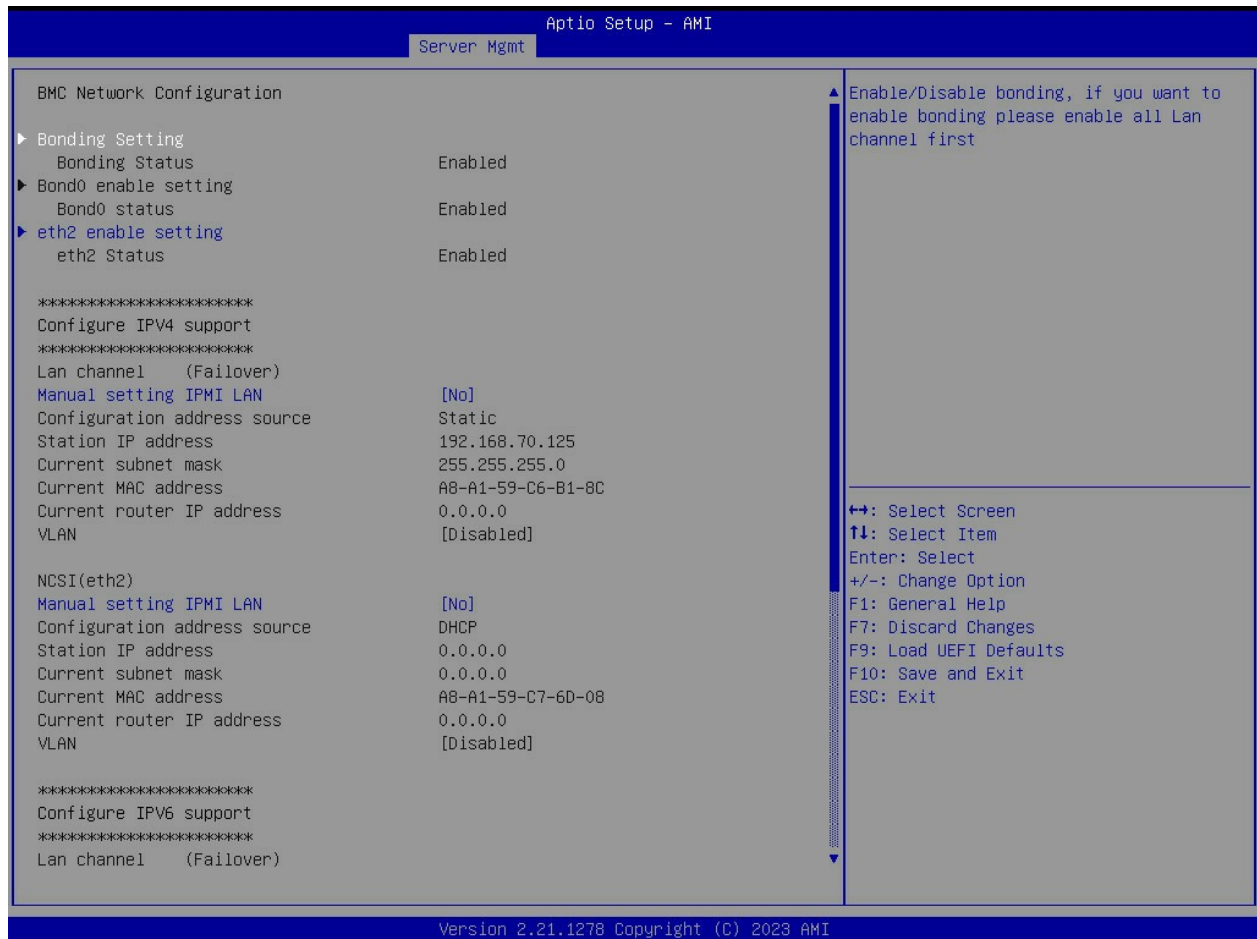 Aptio Setup – AMI
Server Mgmt
BMC Network Configuration
Bonding Setting
Bonding Status Enabled
Bond0 enable setting
Bond0 status Enabled
eth2 enable setting
eth2 Status Enabled
***********************
Configure IPV4 support
***********************
Lan channel (Failover)
Manual setting IPMI LAN [No]
Configuration address source Static
Station IP address 192.168.70.125
Current subnet mask 255.255.255.0
Current MAC address A8-A1-59-C6-B1-8C
Current router IP address 0.0.0.0
VLAN [Disabled]
NCSI(eth2)
Manual setting IPMI LAN [No]
Configuration address source DHCP
Station IP address 0.0.0.0
Current subnet mask 0.0.0.0
Current MAC address A8-A1-59-C7-6D-08
Current router IP address 0.0.0.0
VLAN [Disabled]
***********************
Configure IPV6 support
***********************
Lan channel (Failover)
Enable/Disable bonding, if you want to
enable bonding please enable all Lan
channel first
↔: Select Screen
↑↓: Select Item
Enter: Select
+/-: Change Option
F1: General Help
F7: Discard Changes
F9: Load UEFI Defaults
F10: Save and Exit
ESC: Exit
Version 2.21.1278 Copyright (C) 2023 AMI